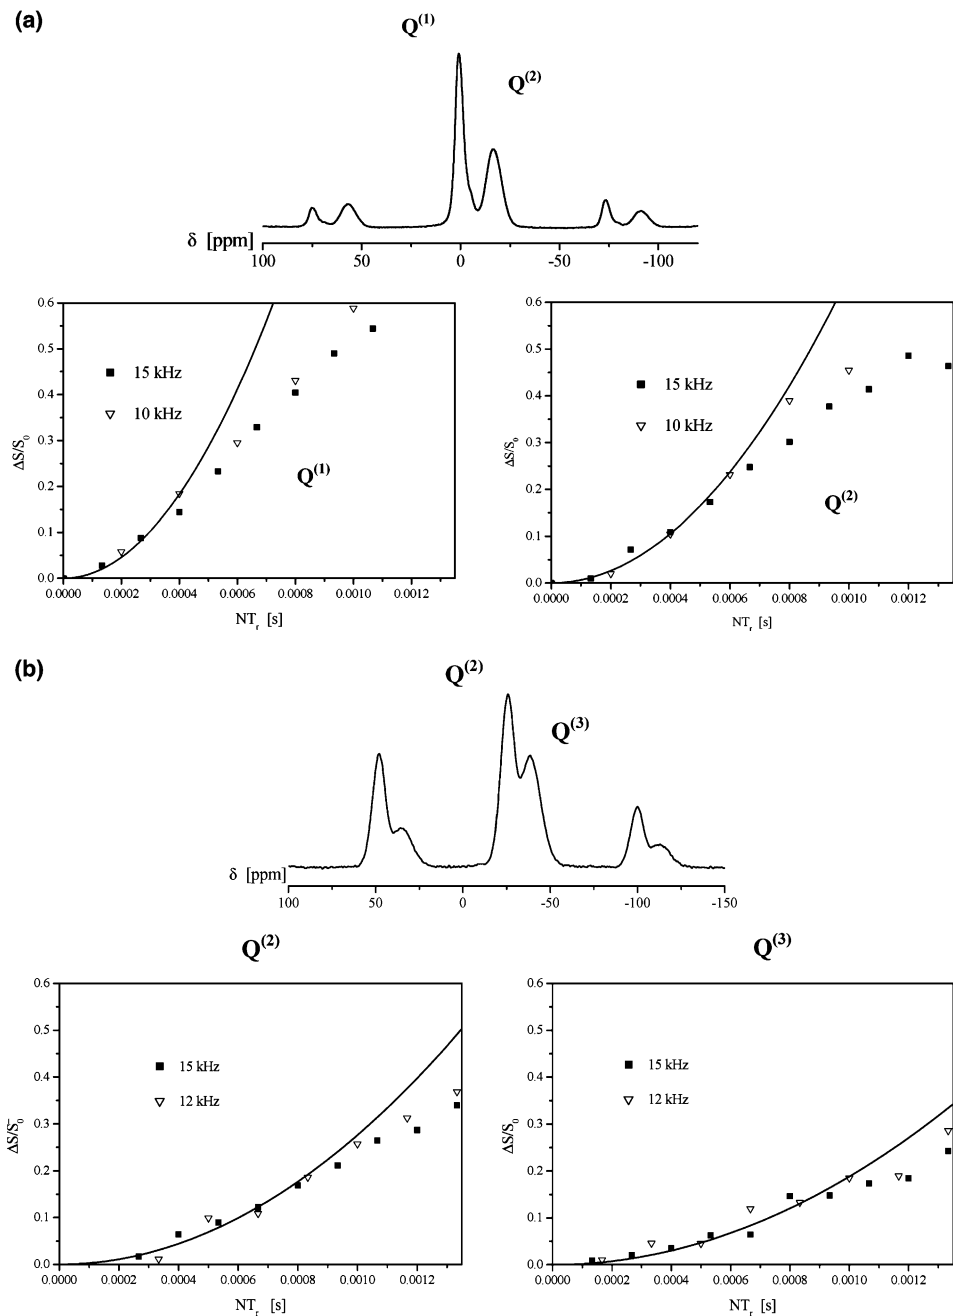 (a)
Q(1)
Q(2)
δ [ppm]
100 50 0 -50 -100
0.6
0.5
0.4
0.3
0.2
0.1
0.0
ΔS/S0
15 kHz
10 kHz
Q(1)
0.0000 0.0002 0.0004 0.0006 0.0008 0.0010 0.0012
NTr [s]
0.6
0.5
0.4
0.3
0.2
0.1
0.0
ΔS/S0
15 kHz
10 kHz
Q(2)
0.0000 0.0002 0.0004 0.0006 0.0008 0.0010 0.0012
NTr [s]
(b)
Q(2)
Q(3)
δ [ppm]
100 50 0 -50 -100 -150
Q(2)
0.6
0.5
0.4
0.3
0.2
0.1
0.0
ΔS/S0
15 kHz
12 kHz
0.0000 0.0002 0.0004 0.0006 0.0008 0.0010 0.0012
NTr [s]
Q(3)
0.6
0.5
0.4
0.3
0.2
0.1
0.0
ΔS/S0
15 kHz
12 kHz
0.0000 0.0002 0.0004 0.0006 0.0008 0.0010 0.0012
NTr [s]